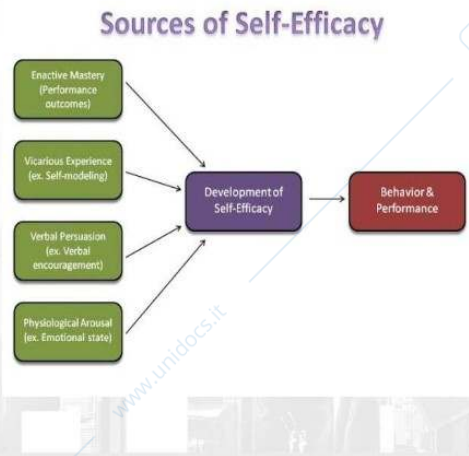 Sources of Self-Efficacy
Enactive Mastery
(Performance
outcomes)
Vicarious Experience
(ex. Self-modeling)
Verbal Persuasion
(ex. Verbal
encouragement)
Physiological Arousal
(ex. Emotional state)
Development of
Self-Efficacy
Behavior &
Performance
www.unidocs.it